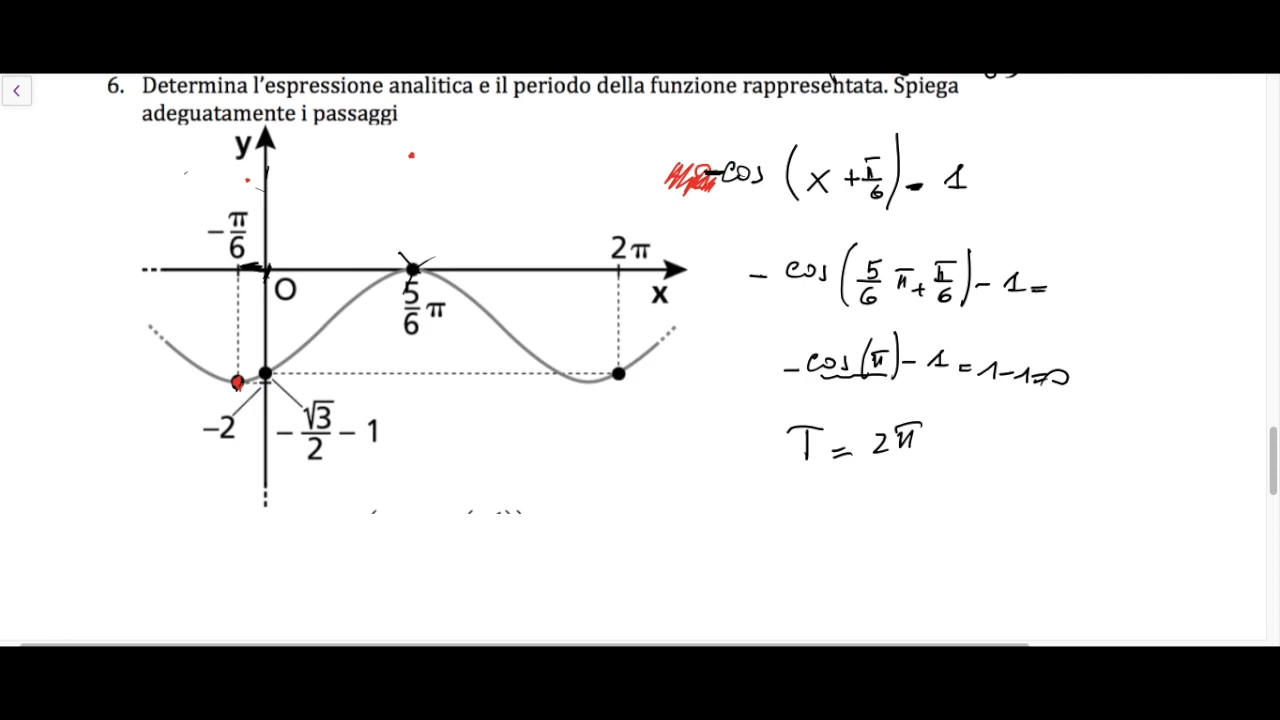 6. Determina l'espressione analitica e il periodo della funzione rappresentata. Spiega
adeguatamente i passaggi
y
-cos (x + π/6) - 1
- π/6
2π
O
x
5/6 π
- cos (5/6 π + π/6) - 1 =
- cos (π) - 1 = 1 - 1 = 0
-2
- √3/2 - 1
T = 2π